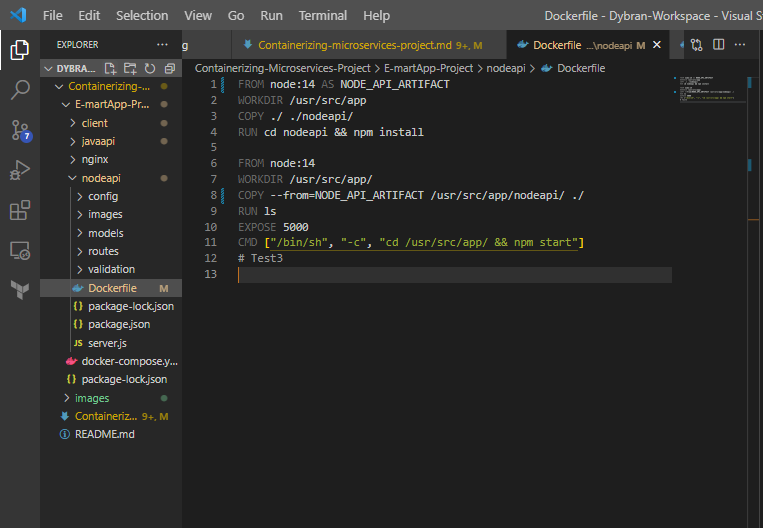 File Edit Selection View Go Run Terminal Help Dockerfile - Dybran-Workspace - Visual S
EXPLORER ···
g Containerizing-microservices-project.md 9+, M Dockerfile ...\nodeapi M
DYBRA...
Containerizing-Microservices-Project > E-martApp-Project > nodeapi > Dockerfile
Containerizing-...
E-martApp-Pr...
client
javaapi
nginx
nodeapi
config
images
models
routes
validation
Dockerfile M
package-lock.json
package.json
JS server.js
docker-compose.y...
package-lock.json
images
Containeriz... 9+, M
README.md
7
1 FROM node:14 AS NODE_API_ARTIFACT
2 WORKDIR /usr/src/app
3 COPY ./ ./nodeapi/
4 RUN cd nodeapi && npm install
5
6 FROM node:14
7 WORKDIR /usr/src/app/
8 COPY --from=NODE_API_ARTIFACT /usr/src/app/nodeapi/ ./
9 RUN ls
10 EXPOSE 5000
11 CMD ["/bin/sh", "-c", "cd /usr/src/app/ && npm start"]
12 # Test3
13